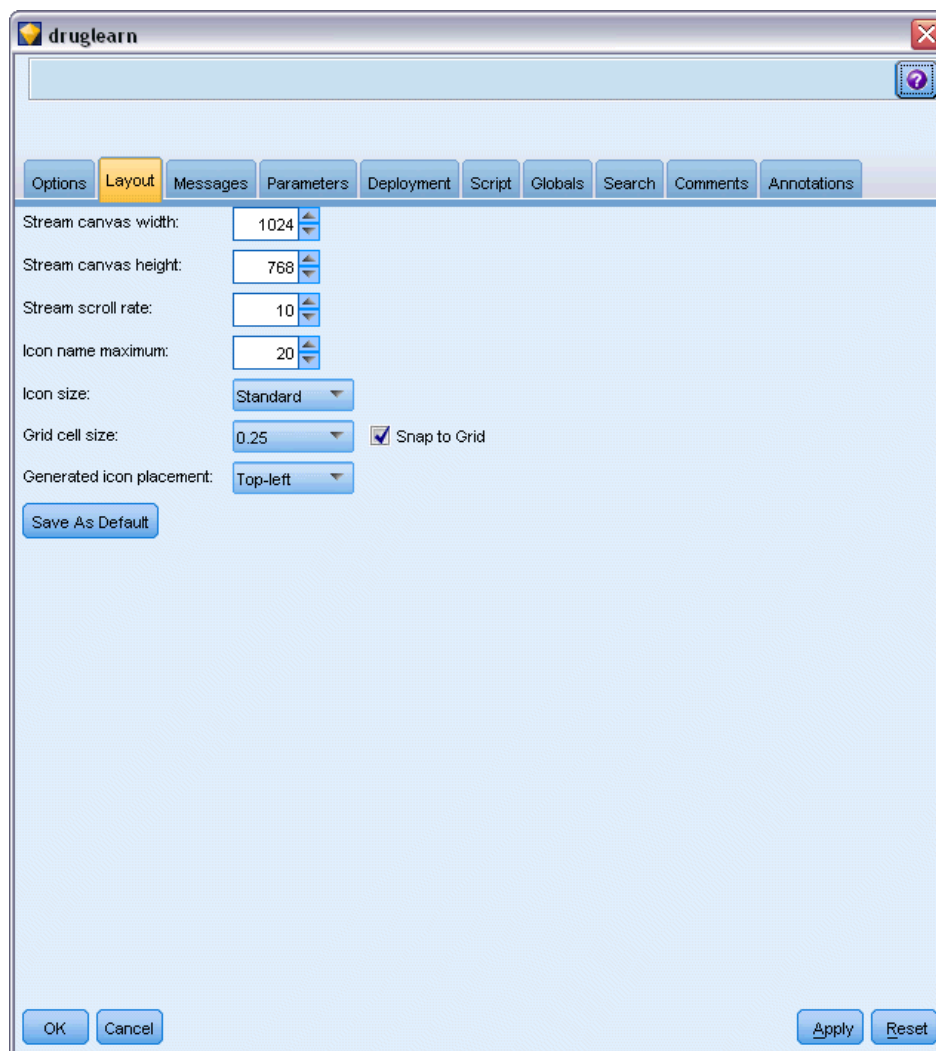 druglearn
Options Layout Messages Parameters Deployment Script Globals Search Comments Annotations
Stream canvas width: 1024
Stream canvas height: 768
Stream scroll rate: 10
Icon name maximum: 20
Icon size: Standard
Grid cell size: 0.25 Snap to Grid
Generated icon placement: Top-left
Save As Default
OK Cancel Apply Reset